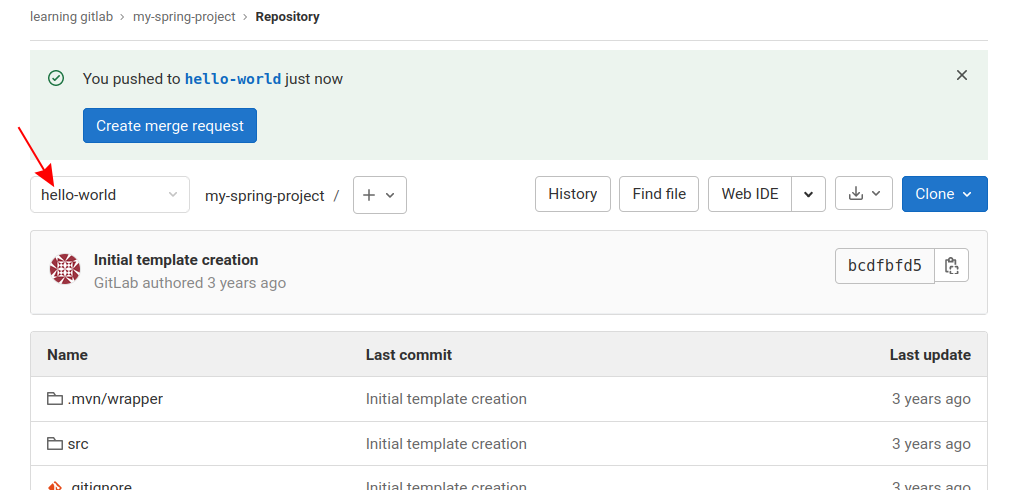 learning gitlab › my-spring-project › Repository
You pushed to hello-world just now
Create merge request
hello-world my-spring-project / + History Find file Web IDE Clone
Initial template creation bcdfbfd5
GitLab authored 3 years ago
Name Last commit Last update
.mvn/wrapper Initial template creation 3 years ago
src Initial template creation 3 years ago
.gitignore Initial template creation 3 years ago